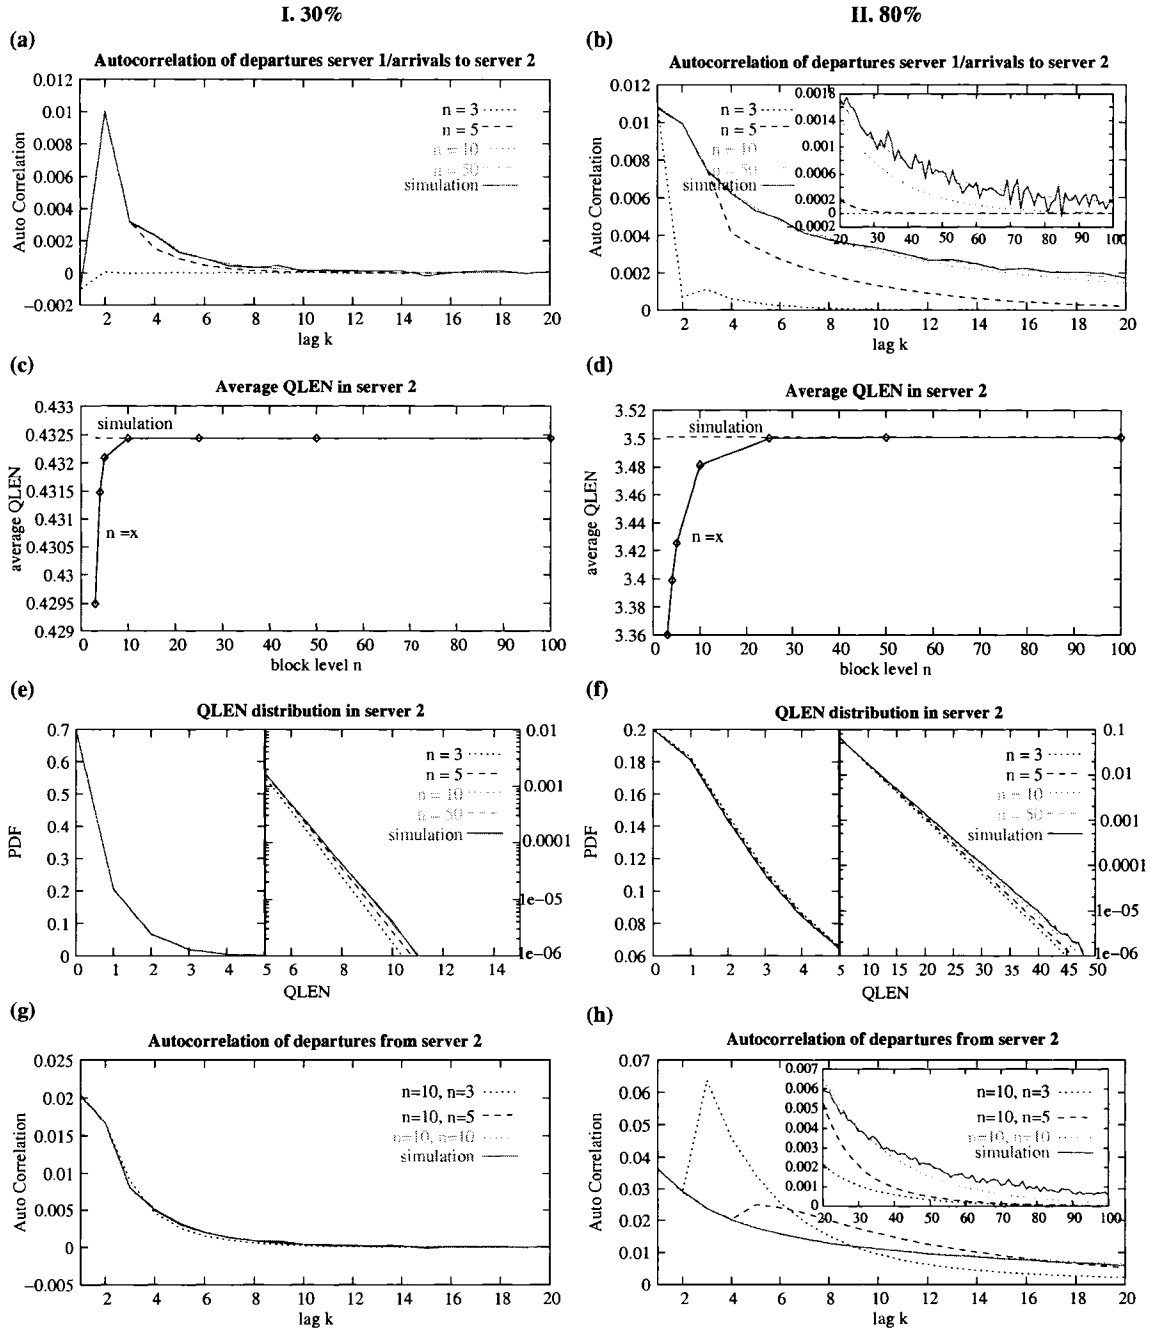 I. 30%
II. 80%
(a)
Autocorrelation of departures server 1/arrivals to server 2
0.012
0.01
0.008
0.006
0.004
0.002
0
−0.002
Auto Correlation
n = 3
n = 5
n = 10
n = 50
simulation
2 4 6 8 10 12 14 16 18 20
lag k
(b)
Autocorrelation of departures server 1/arrivals to server 2
0.012
0.01
0.008
0.006
0.004
0.002
0
Auto Correlation
n = 3
n = 5
n = 10
n = 50
simulation
0.0018
0.0014
0.001
0.0006
0.0002
0
0.0002
20 30 40 50 60 70 80 90 100
2 4 6 8 10 12 14 16 18 20
lag k
(c)
Average QLEN in server 2
0.433
0.4325
0.432
0.4315
0.431
0.4305
0.43
0.4295
0.429
average QLEN
simulation
n =x
0 10 20 30 40 50 60 70 80 90 100
block level n
(d)
Average QLEN in server 2
3.52
3.5
3.48
3.46
3.44
3.42
3.4
3.38
3.36
average QLEN
simulation
n =x
0 10 20 30 40 50 60 70 80 90 100
block level n
(e)
QLEN distribution in server 2
0.7
0.6
0.5
0.4
0.3
0.2
0.1
0
PDF
n = 3
n = 5
n = 10
n = 50
simulation
0.01
0.001
0.0001
1e−05
1e−06
0 1 2 3 4 5 6 8 10 12 14
QLEN
(f)
QLEN distribution in server 2
0.2
0.18
0.16
0.14
0.12
0.1
0.08
0.06
PDF
n = 3
n = 5
n = 10
n = 50
simulation
0.1
0.01
0.001
0.0001
1e−05
1e−06
0 1 2 3 4 5 10 15 20 25 30 35 40 45 50
QLEN
(g)
Autocorrelation of departures from server 2
0.025
0.02
0.015
0.01
0.005
0
−0.005
Auto Correlation
n=10, n=3
n=10, n=5
n=10, n=10
simulation
2 4 6 8 10 12 14 16 18 20
lag k
(h)
Autocorrelation of departures from server 2
0.07
0.06
0.05
0.04
0.03
0.02
0.01
0
Auto Correlation
n=10, n=3
n=10, n=5
n=10, n=10
simulation
0.007
0.006
0.005
0.004
0.003
0.002
0.001
20 30 40 50 60 70 80 90 100
2 4 6 8 10 12 14 16 18 20
lag k